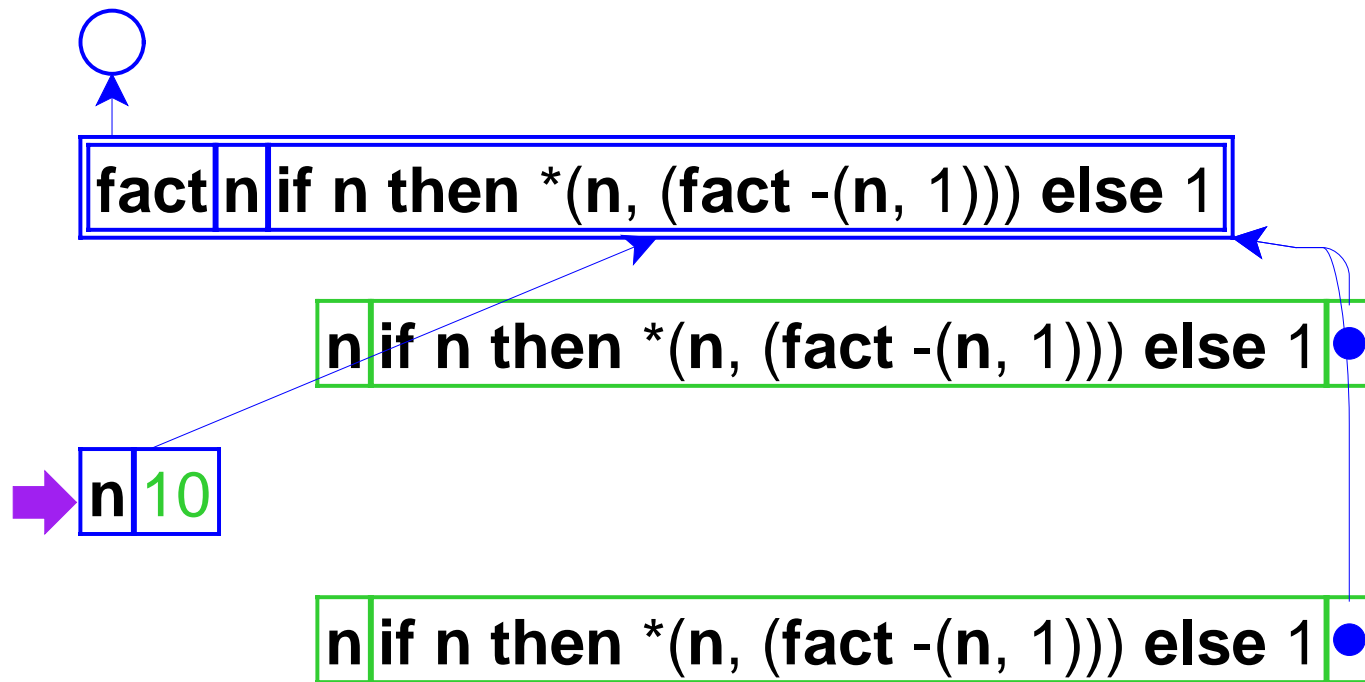 fact n if n then *(n, (fact -(n, 1))) else 1
n if n then *(n, (fact -(n, 1))) else 1
n 10
n if n then *(n, (fact -(n, 1))) else 1